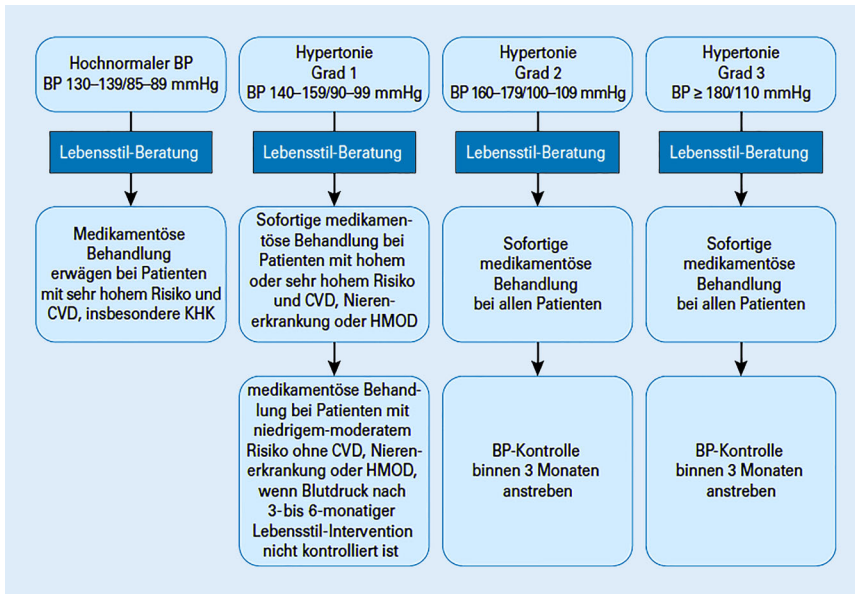 Hochnormaler BP
BP 130–139/85–89 mmHg
Lebensstil-Beratung
Medikamentöse
Behandlung
erwägen bei Patienten
mit sehr hohem Risiko und
CVD, insbesondere KHK
Hypertonie
Grad 1
BP 140–159/90–99 mmHg
Lebensstil-Beratung
Sofortige medikamen-
töse Behandlung bei
Patienten mit hohem
oder sehr hohem Risiko
und CVD, Nieren-
erkrankung oder HMOD
medikamentöse Behand-
lung bei Patienten mit
niedrigem-moderatem
Risiko ohne CVD, Nieren-
erkrankung oder HMOD,
wenn Blutdruck nach
3-bis 6-monatiger
Lebensstil-Intervention
nicht kontrolliert ist
Hypertonie
Grad 2
BP 160–179/100–109 mmHg
Lebensstil-Beratung
Sofortige
medikamentöse
Behandlung
bei allen Patienten
BP-Kontrolle
binnen 3 Monaten
anstreben
Hypertonie
Grad 3
BP ≥ 180/110 mmHg
Lebensstil-Beratung
Sofortige
medikamentöse
Behandlung
bei allen Patienten
BP-Kontrolle
binnen 3 Monaten
anstreben